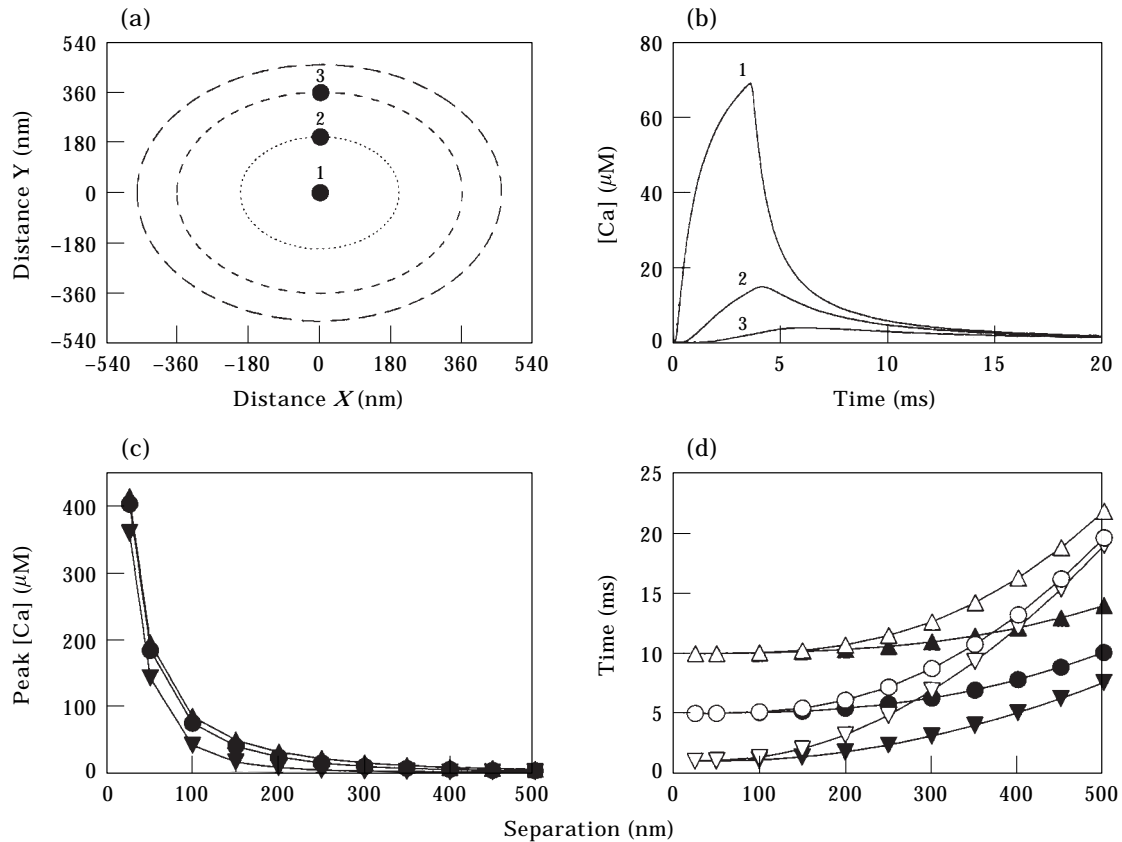 (a)
540
360
180
0
−180
−360
−540
Distance Y (nm)
3
2
1
−540 −360 −180 0 180 360 540
Distance X (nm)
(b)
80
60
40
20
0
[Ca] (μM)
1
2
3
0 5 10 15 20
Time (ms)
(c)
400
300
200
100
0
Peak [Ca] (μM)
100 200 300 400 500
(d)
25
20
15
10
5
0
Time (ms)
0 100 200 300 400 500
Separation (nm)